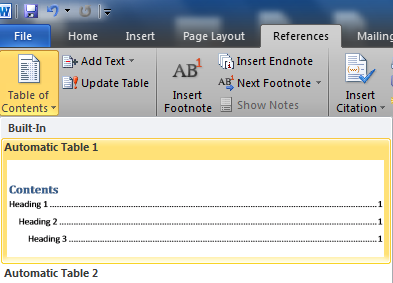 W
File Home Insert Page Layout References Mailing
Table of Contents
Add Text
Update Table
AB1
Insert Footnote
Insert Endnote
AB1 Next Footnote
Show Notes
Insert Citation
Built-In
Automatic Table 1
Contents
Heading 1 1
Heading 2 1
Heading 3 1
Automatic Table 2